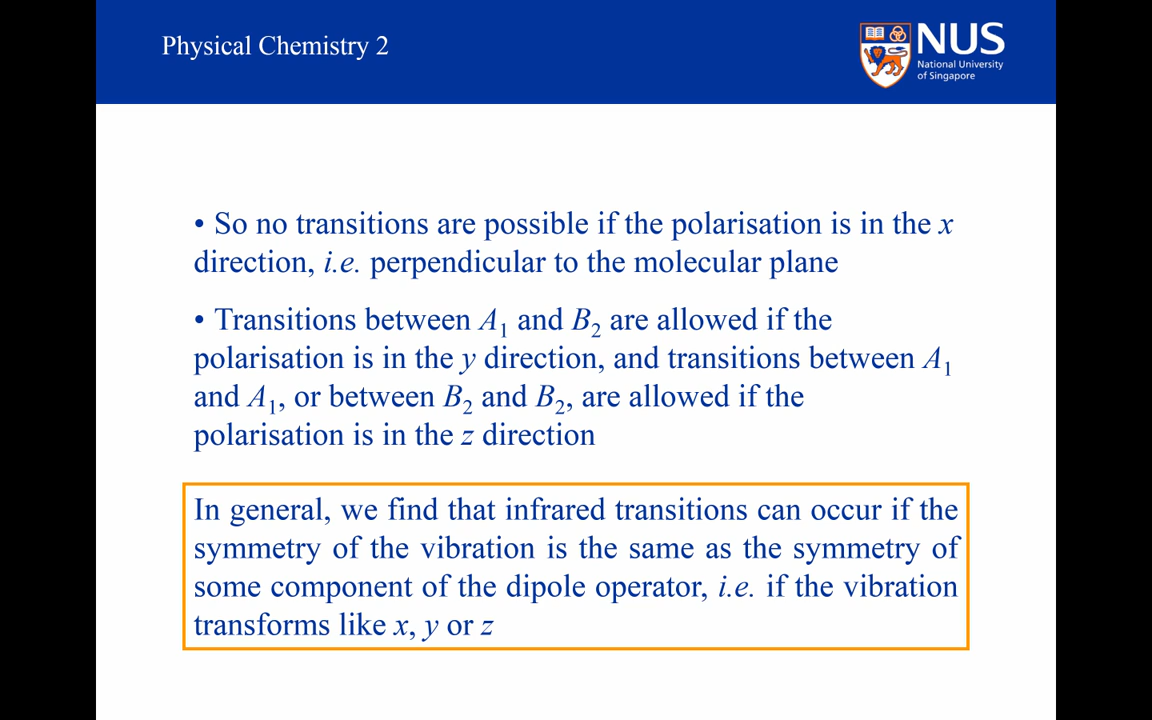 Physical Chemistry 2
NUS
National University
of Singapore
• So no transitions are possible if the polarisation is in the x
direction, i.e. perpendicular to the molecular plane
• Transitions between A₁ and B₂ are allowed if the
polarisation is in the y direction, and transitions between A₁
and A₁, or between B₂ and B₂, are allowed if the
polarisation is in the z direction
In general, we find that infrared transitions can occur if the
symmetry of the vibration is the same as the symmetry of
some component of the dipole operator, i.e. if the vibration
transforms like x, y or z